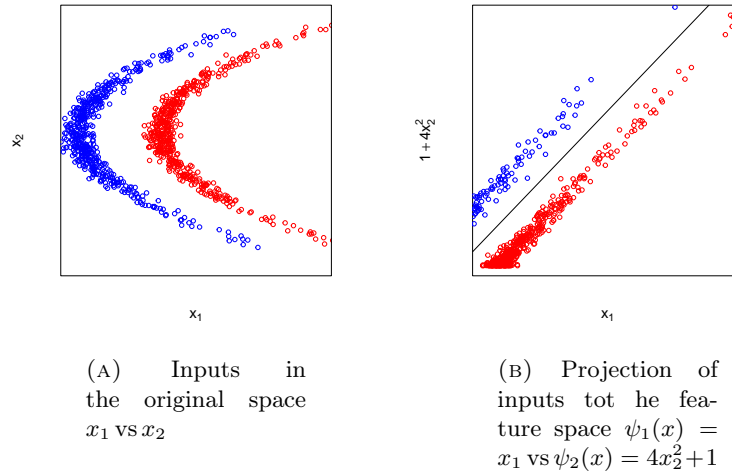 x₂
x₁
1 + 4x₂²
x₁
(A) Inputs in
the original space
x₁ vs x₂
(B) Projection of
inputs tot he fea-
ture space ψ₁(x) =
x₁ vs ψ₂(x) = 4x₂²+1